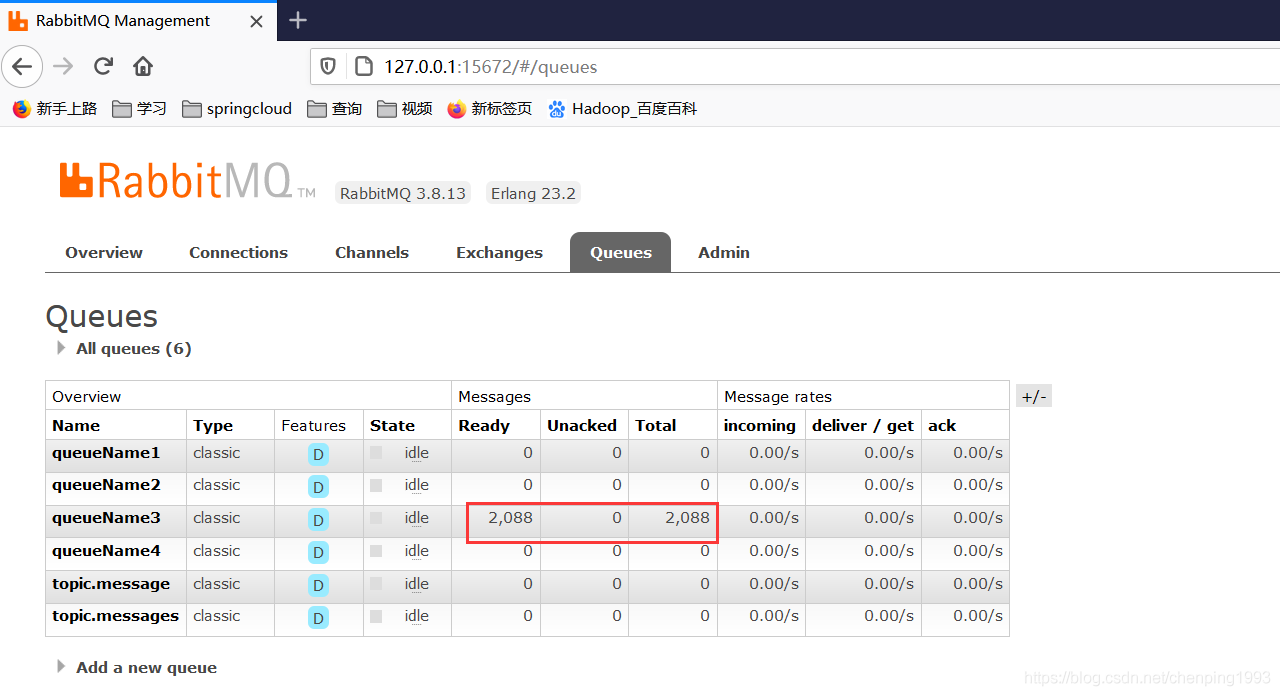 RabbitMQ Management
127.0.0.1:15672/#/queues
新手上路 学习 springcloud 查询 视频 新标签页 Hadoop_百度百科
RabbitMQ TM RabbitMQ 3.8.13 Erlang 23.2
Overview Connections Channels Exchanges Queues Admin
Queues
All queues (6)
Overview Messages Message rates +/-
Name Type Features State Ready Unacked Total incoming deliver / get ack
queueName1 classic D idle 0 0 0 0.00/s 0.00/s 0.00/s
queueName2 classic D idle 0 0 0 0.00/s 0.00/s 0.00/s
queueName3 classic D idle 2,088 0 2,088 0.00/s 0.00/s 0.00/s
queueName4 classic D idle 0 0 0 0.00/s 0.00/s 0.00/s
topic.message classic D idle 0 0 0 0.00/s 0.00/s 0.00/s
topic.messages classic D idle 0 0 0 0.00/s 0.00/s 0.00/s
Add a new queue
https://blog.csdn.net/chenping1993